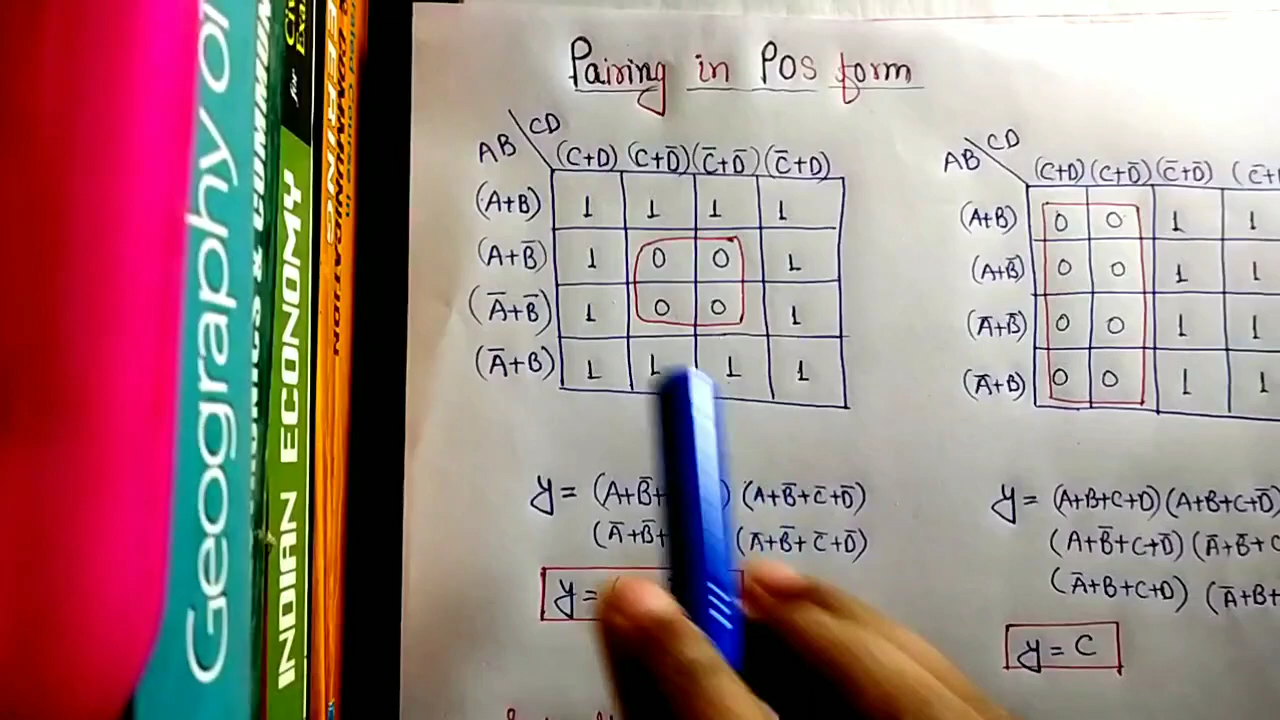 Geography of
INDIAN ECONOMY
Pairing in POS form
AB CD
(C+D) (C+D̅) (C̅+D̅) (C̅+D)
(A+B) 1 1 1 1
(A+B̅) 1 0 0 1
(A̅+B̅) 1 0 0 1
(A̅+B) 1 1 1 1
y = (A+B̅+ ) (A+B̅+C̅+D̅)
(A̅+B̅+ (A̅+B̅+C̅+D̅)
y =
AB CD
(C+D) (C+D̅) (C̅+D̅) (C̅+
(A+B) 0 0 1 1
(A+B̅) 0 0 1 1
(A̅+B̅) 0 0 1 1
(A̅+B) 0 0 1 1
y = (A+B+C+D) (A+B+C+D̅)
(A+B̅+C+D̅) (A̅+B̅+C
(A̅+B+C+D) (A̅+B+
y = C